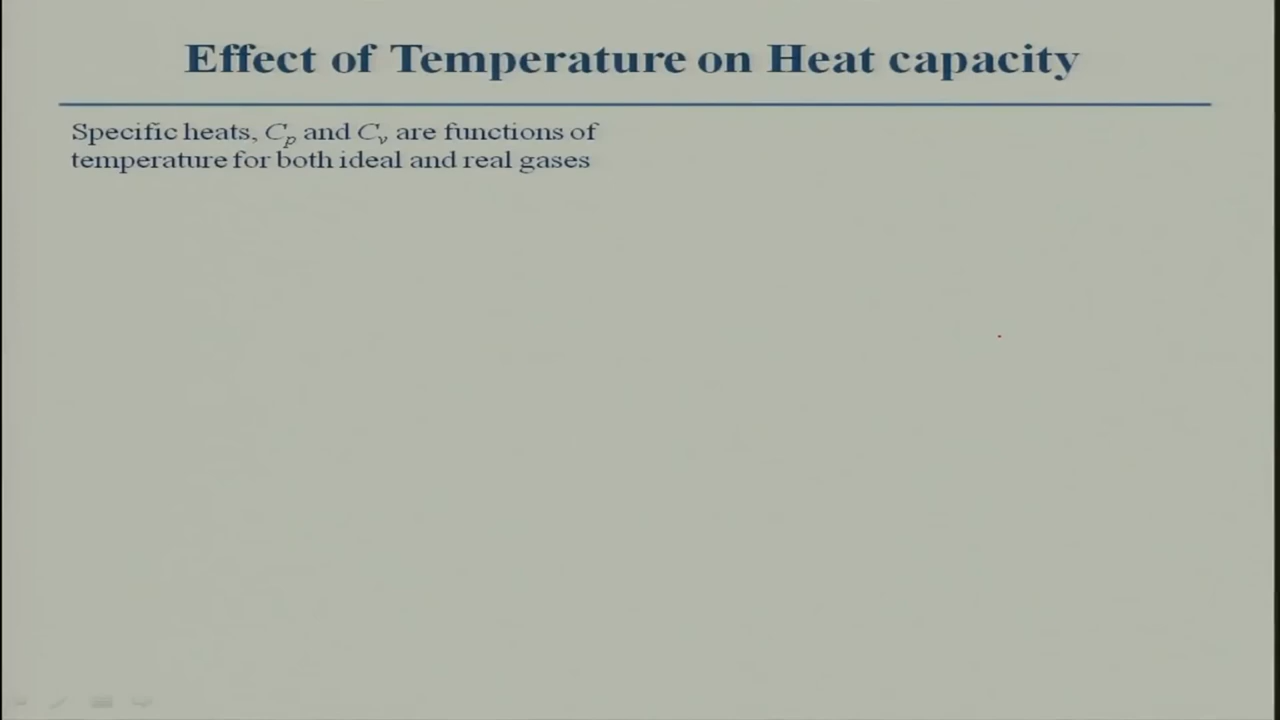 Effect of Temperature on Heat capacity
Specific heats, Cp and Cv are functions of
temperature for both ideal and real gases